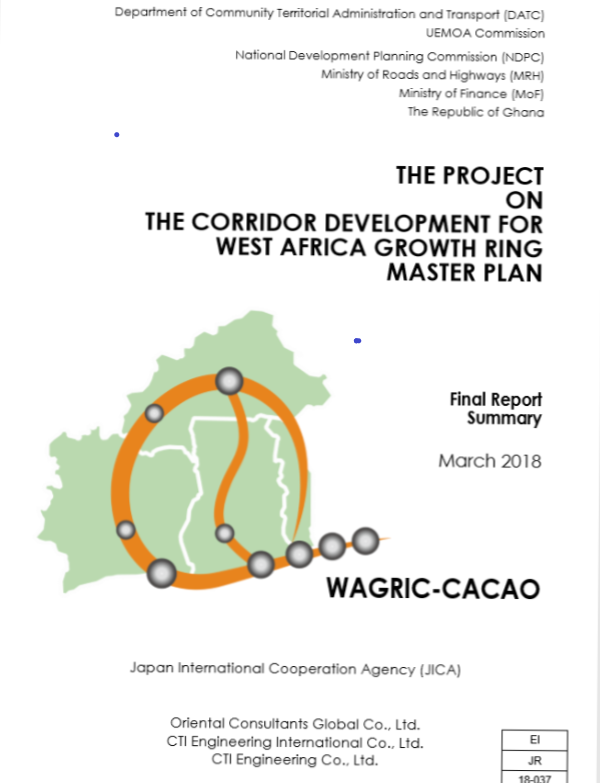 Department of Community Territorial Administration and Transport (DATC)
UEMOA Commission
National Development Planning Commission (NDPC)
Ministry of Roads and Highways (MRH)
Ministry of Finance (MoF)
The Republic of Ghana
THE PROJECT
ON
THE CORRIDOR DEVELOPMENT FOR
WEST AFRICA GROWTH RING
MASTER PLAN
Final Report
Summary
March 2018
WAGRIC-CACAO
Japan International Cooperation Agency (JICA)
Oriental Consultants Global Co., Ltd.
CTI Engineering International Co., Ltd.
CTI Engineering Co., Ltd.
EI
JR
18-037